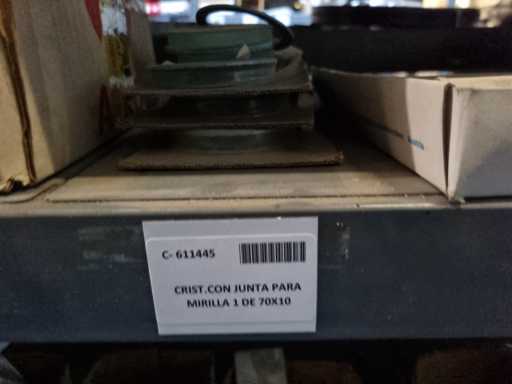 C- 611445
CRIST.CON JUNTA PARA
MIRILLA 1 DE 70X10